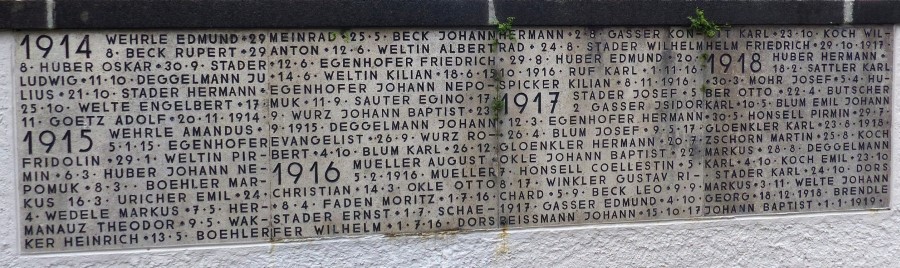 1914 WEHRLE EDMUND · 29
8 · BECK RUPERT · 29
8 · HUBER OSKAR · 30 · 9 · STADER
LUDWIG · 11 · 10 · DEGGELMANN JU
LIUS · 21 · 10 · STADER HERMANN ·
25 · 10 · WELTE ENGELBERT · 17 ·
11 · GOETZ ADOLF · 20 · 11 · 1914 ·
1915 WEHRLE AMANDUS ·
5 · 1 · 15 · EGENHOFER
FRIDOLIN · 29 · 1 · WELTIN PIR-
MIN · 6 · 3 · HUBER JOHANN NE-
POMUK · 8 · 3 · BOEHLER MAR-
KUS 16 · 3 · URICHER EMIL · 24 ·
4 · WEDELE MARKUS · 7 · 5 · HER-
MANAUZ THEODOR · 9 · 5 · WAK-
KER HEINRICH · 13 · 5 · BOEHLER
MEINRAD · 25 · 5 · BECK JOHANN
ANTON · 12 · 6 · WELTIN ALBERT
12 · 6 · EGENHOFER FRIEDRICH
14 · 6 · WELTIN KILIAN · 18 · 6 · 15
EGENHOFER JOHANN NEPO-
MUK · 11 · 9 · SAUTER EGINO · 17 ·
9 · WURZ JOHANN BAPTIST · 23 ·
9 · 1915 · DEGGELMANN JOHANN
EVANGELIST · 26 · 9 · WURZ RO-
BERT · 4 · 10 · BLUM KARL · 26 · 12
1916 MUELLER AUGUST ·
5 · 2 · 1916 · MUELLER
CHRISTIAN · 14 · 3 · OKLE OTTO
8 · 4 · FADEN MORITZ · 1 · 7 · 16 ·
STADER ERNST · 1 · 7 · SCHAE-
FER WILHELM · 1 · 7 · 16 · DORS
HERMANN · 2 · 8 · GASSER KON-
RAD · 24 · 8 · STADER WILHELM
29 · 8 · HUBER EDMUND · 20 ·
10 · 1916 · RUF KARL · 1 · 11 · 16 ·
SPICKER KILIAN · 8 · 11 · 1916 ·
1917 STADER JOSEF · 5 ·
2 · GASSER JSIDOR
12 · 3 · EGENHOFER HERMANN
26 · 4 · BLUM JOSEF · 9 · 5 · 17 ·
GLOENKLER HERMANN · 20 · 7 ·
OKLE JOHANN BAPTIST · 22 ·
7 · HONSELL COELLESTIN
8 · 17 · WINKLER GUSTAV RI-
CHARD · 5 · 9 · BECK LEO · 9 · 9 ·
1917 · GASSER EDMUND · 4 · 10 ·
REISSMANN JOHANN · 15 · 10 · 17
KARL · 23 · 10 · KOCH WIL-
HELM FRIEDRICH · 29 · 10 · 1917 ·
1918 HUBER HERMANN ·
18 · 2 · SATTLER KARL
30 · 3 · MOHR JOSEF · 5 · 4 · HU-
BER OTTO · 22 · 4 · BUTSCHER
KARL · 10 · 5 · BLUM EMIL JOHANN
30 · 5 · HONSELL PIRMIN · 29 · 7 ·
GLOENKLER KARL · 23 · 8 · 1918 ·
ZSCHORN MARTIN · 25 · 8 · KOCH
MARKUS · 28 · 8 · DEGGELMANN
KARL · 4 · 10 · KOCH EMIL · 23 ·
STADER KARL · 24 · 10 · DORS
MARKUS · 3 · 11 · WELTE JOHANN
GEORG · 18 · 12 · 1918 · BRENDLE
JOHANN BAPTIST · 1 · 1 · 1919 ·